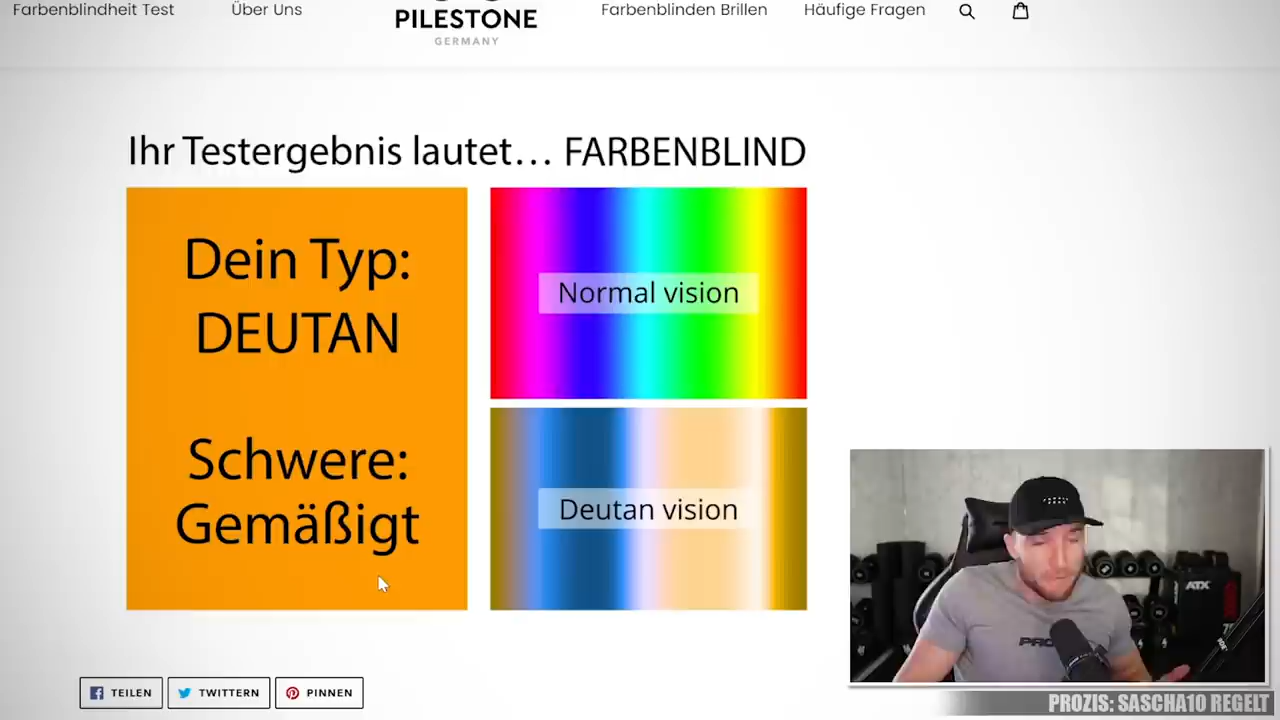 Farbenblindheit Test
Über Uns
PILESTONE
GERMANY
Farbenblinden Brillen
Häufige Fragen
Ihr Testergebnis lautet... FARBENBLIND
Dein Typ:
DEUTAN
Schwere:
Gemäßigt
Normal vision
Deutan vision
ATX
TEILEN
TWITTERN
PINNEN
PROZIS: SASCHA10 REGELT